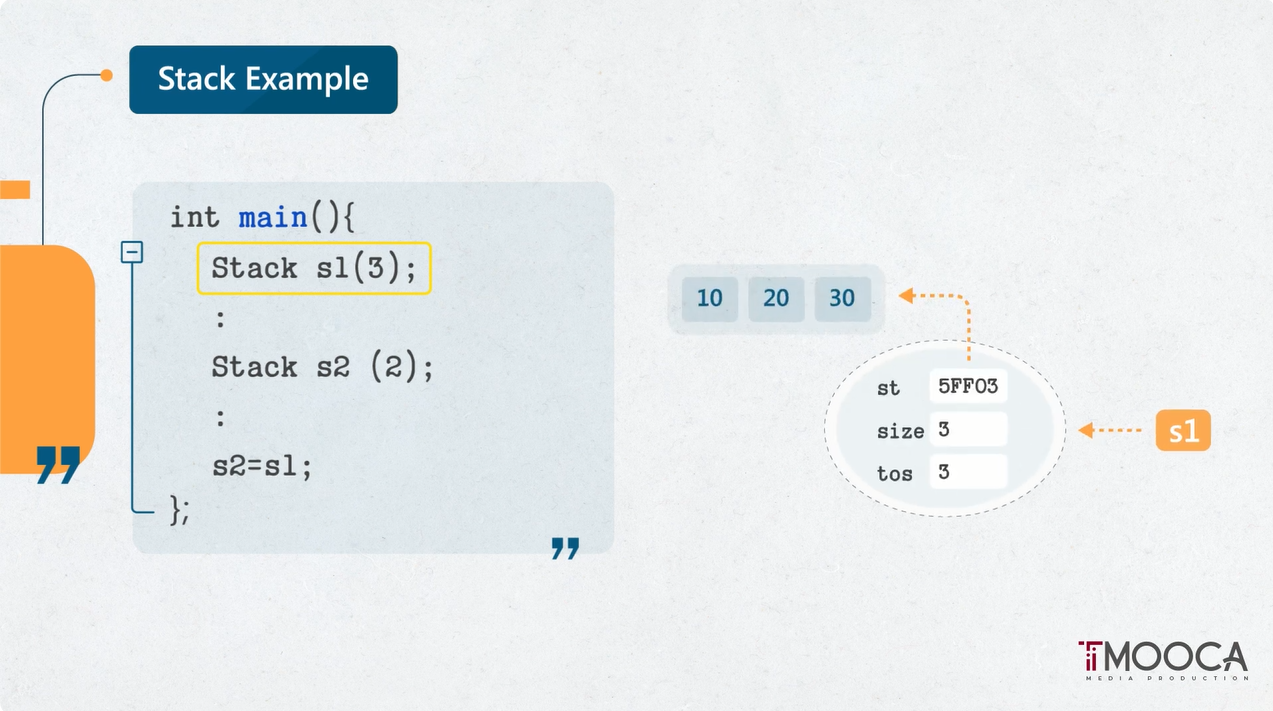 Stack Example
int main(){
Stack s1(3);
:
Stack s2 (2);
:
s2=s1;
};
10 20 30
st 5FF03
size 3
tos 3
s1
TiMOOCA
MEDIA PRODUCTION